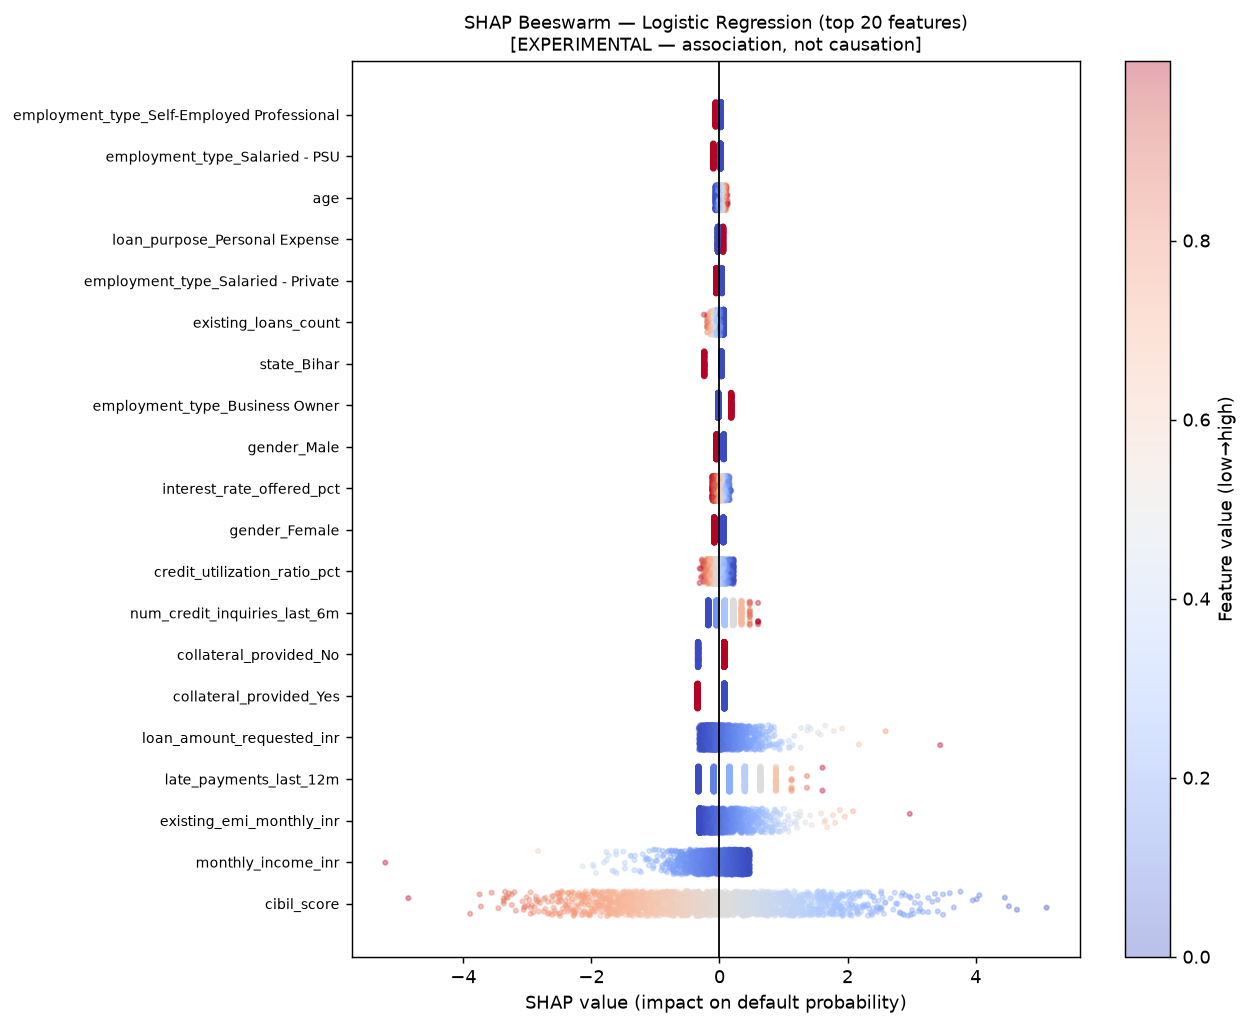 SHAP Beeswarm — Logistic Regression (top 20 features)
[EXPERIMENTAL — association, not causation]
employment_type_Self-Employed Professional
employment_type_Salaried - PSU
age
loan_purpose_Personal Expense
employment_type_Salaried - Private
existing_loans_count
state_Bihar
employment_type_Business Owner
gender_Male
interest_rate_offered_pct
gender_Female
credit_utilization_ratio_pct
num_credit_inquiries_last_6m
collateral_provided_No
collateral_provided_Yes
loan_amount_requested_inr
late_payments_last_12m
existing_emi_monthly_inr
monthly_income_inr
cibil_score
−4
−2
0
2
4
SHAP value (impact on default probability)
0.8
0.6
0.4
0.2
0.0
Feature value (low→high)